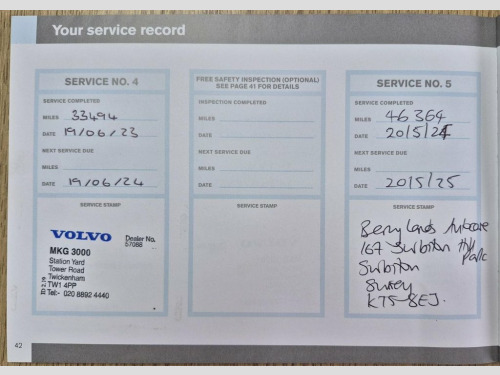 Your service record
SERVICE NO. 4
SERVICE COMPLETED
MILES 33494
DATE 19/06/23
NEXT SERVICE DUE
MILES
DATE 19/06/24
SERVICE STAMP
VOLVO
Dealer No.
57088
MKG 3000
Station Yard
Tower Road
Twickenham
TW1 4PP
Tel:- 020 8892 4440
FREE SAFETY INSPECTION (OPTIONAL)
SEE PAGE 41 FOR DETAILS
INSPECTION COMPLETED
MILES
DATE
NEXT SERVICE DUE
MILES
DATE
SERVICE STAMP
SERVICE NO. 5
SERVICE COMPLETED
MILES 46364
DATE 20/5/24
NEXT SERVICE DUE
MILES
DATE 20/5/25
SERVICE STAMP
Berrylands Autocare
167 Surbiton Hill
Park
Surbiton
Surrey
KT5-8EJ.
42